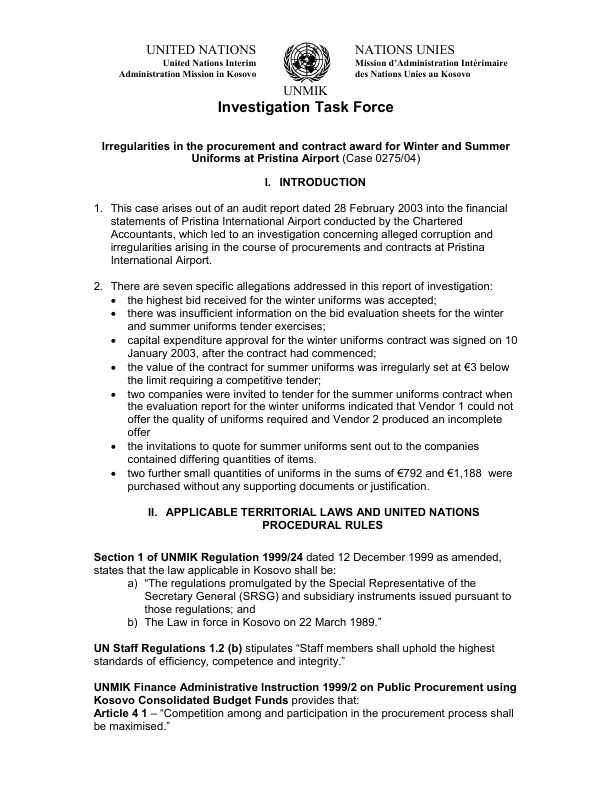 UNITED NATIONS
United Nations Interim
Administration Mission in Kosovo
NATIONS UNIES
Mission d'Administration Intérimaire
des Nations Unies au Kosovo
UNMIK
Investigation Task Force
Irregularities in the procurement and contract award for Winter and Summer
Uniforms at Pristina Airport (Case 0275/04)
I. INTRODUCTION
1. This case arises out of an audit report dated 28 February 2003 into the financial
statements of Pristina International Airport conducted by the Chartered
Accountants, which led to an investigation concerning alleged corruption and
irregularities arising in the course of procurements and contracts at Pristina
International Airport.
2. There are seven specific allegations addressed in this report of investigation:
• the highest bid received for the winter uniforms was accepted;
• there was insufficient information on the bid evaluation sheets for the winter
and summer uniforms tender exercises;
• capital expenditure approval for the winter uniforms contract was signed on 10
January 2003, after the contract had commenced;
• the value of the contract for summer uniforms was irregularly set at €3 below
the limit requiring a competitive tender;
• two companies were invited to tender for the summer uniforms contract when
the evaluation report for the winter uniforms indicated that Vendor 1 could not
offer the quality of uniforms required and Vendor 2 produced an incomplete
offer
• the invitations to quote for summer uniforms sent out to the companies
contained differing quantities of items.
• two further small quantities of uniforms in the sums of €792 and €1,188 were
purchased without any supporting documents or justification.
II. APPLICABLE TERRITORIAL LAWS AND UNITED NATIONS
PROCEDURAL RULES
Section 1 of UNMIK Regulation 1999/24 dated 12 December 1999 as amended,
states that the law applicable in Kosovo shall be:
a) "The regulations promulgated by the Special Representative of the
Secretary General (SRSG) and subsidiary instruments issued pursuant to
those regulations; and
b) The Law in force in Kosovo on 22 March 1989."
UN Staff Regulations 1.2 (b) stipulates "Staff members shall uphold the highest
standards of efficiency, competence and integrity."
UNMIK Finance Administrative Instruction 1999/2 on Public Procurement using
Kosovo Consolidated Budget Funds provides that:
Article 4 1 – "Competition among and participation in the procurement process shall
be maximised."